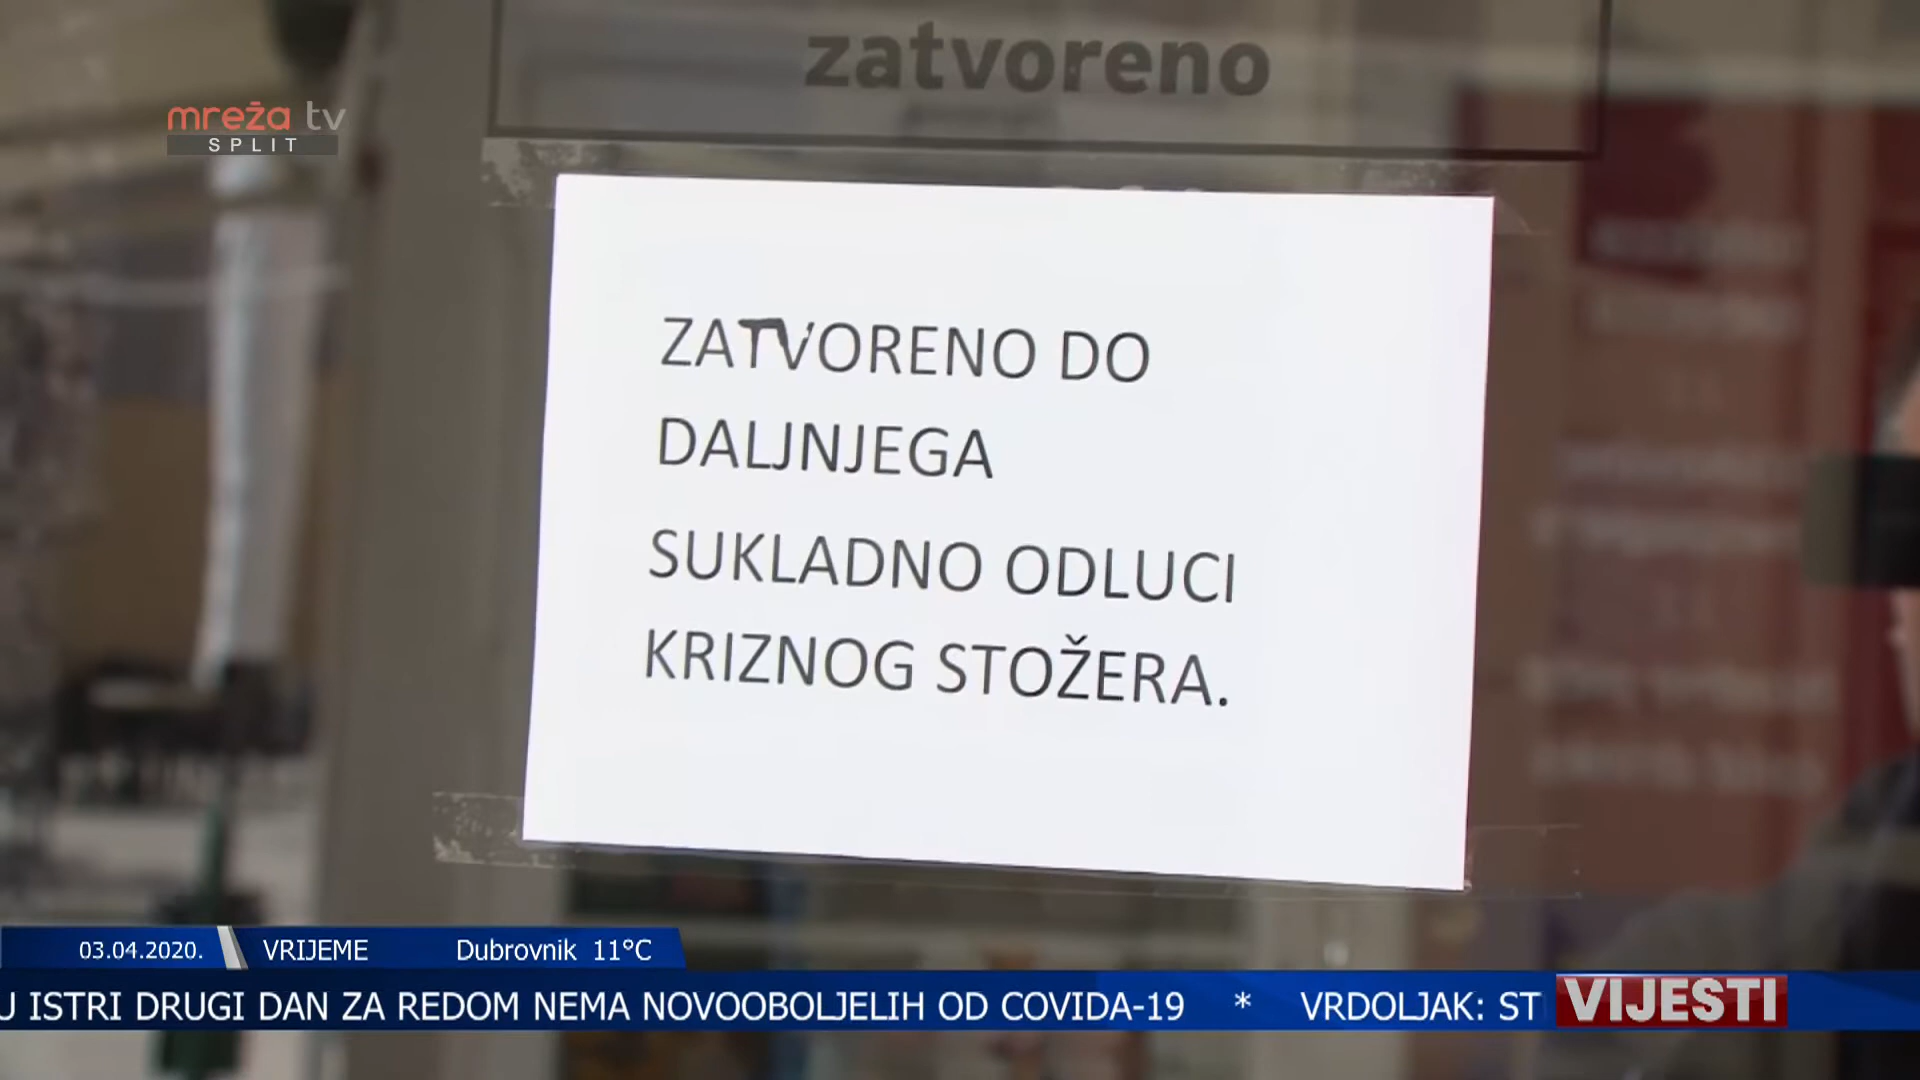 zatvoreno
mreža tv
SPLIT
ZATVORENO DO
DALJNJEGA
SUKLADNO ODLUCI
KRIZNOG STOŽERA.
03.04.2020. VRIJEME Dubrovnik 11°C
U ISTRI DRUGI DAN ZA REDOM NEMA NOVOOBOLJELIH OD COVIDA-19 * VRDOLJAK: ST
VIJESTI